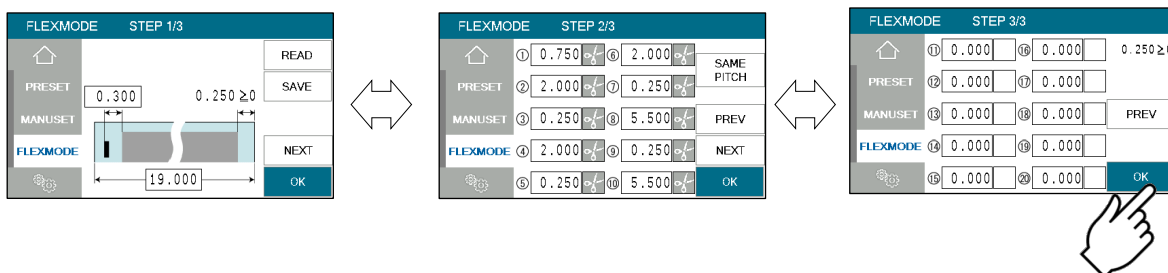 FLEXMODE STEP 1/3
READ
PRESET
SAVE
0.300
0.250 ≥0
MANUSET
FLEXMODE
NEXT
19.000
OK
FLEXMODE STEP 2/3
① 0.750 ⑥ 2.000
SAME
PITCH
PRESET
② 2.000 ⑦ 0.250
MANUSET
③ 0.250 ⑧ 5.500
PREV
FLEXMODE
④ 2.000 ⑨ 0.250
NEXT
⑤ 0.250 ⑩ 5.500
OK
FLEXMODE STEP 3/3
⑪ 0.000 ⑯ 0.000
0.250≥0
PRESET
⑫ 0.000 ⑰ 0.000
MANUSET
⑬ 0.000 ⑱ 0.000
PREV
FLEXMODE
⑭ 0.000 ⑲ 0.000
⑮ 0.000 ⑳ 0.000
OK